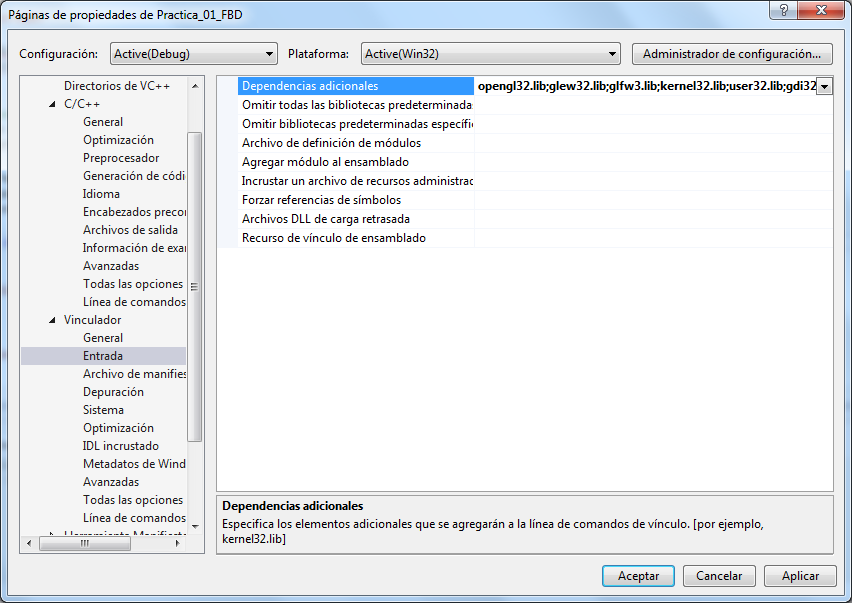 Páginas de propiedades de Practica_01_FBD
Configuración: Active(Debug) Plataforma: Active(Win32) Administrador de configuración...
Directorios de VC++
C/C++
General
Optimización
Preprocesador
Generación de códi
Idioma
Encabezados precor
Archivos de salida
Información de exar
Avanzadas
Todas las opciones
Línea de comandos
Vinculador
General
Entrada
Archivo de manifies
Depuración
Sistema
Optimización
IDL incrustado
Metadatos de Wind
Avanzadas
Todas las opciones
Línea de comandos
Dependencias adicionales opengl32.lib;glew32.lib;glfw3.lib;kernel32.lib;user32.lib;gdi32
Omitir todas las bibliotecas predeterminadas
Omitir bibliotecas predeterminadas específic
Archivo de definición de módulos
Agregar módulo al ensamblado
Incrustar un archivo de recursos administrac
Forzar referencias de símbolos
Archivos DLL de carga retrasada
Recurso de vínculo de ensamblado
Dependencias adicionales
Especifica los elementos adicionales que se agregarán a la línea de comandos de vínculo. [por ejemplo,
kernel32.lib]
Aceptar Cancelar Aplicar